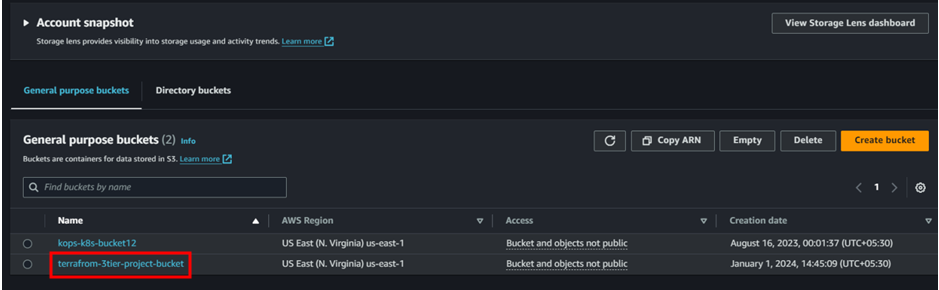 Account snapshot
View Storage Lens dashboard
Storage lens provides visibility into storage usage and activity trends. Learn more
General purpose buckets
Directory buckets
General purpose buckets (2) Info
Copy ARN
Empty
Delete
Create bucket
Buckets are containers for data stored in S3. Learn more
Find buckets by name
1
Name AWS Region Access Creation date
kops-k8s-bucket12 US East (N. Virginia) us-east-1 Bucket and objects not public August 16, 2023, 00:01:37 (UTC+05:30)
terrafrom-3tier-project-bucket US East (N. Virginia) us-east-1 Bucket and objects not public January 1, 2024, 14:45:09 (UTC+05:30)